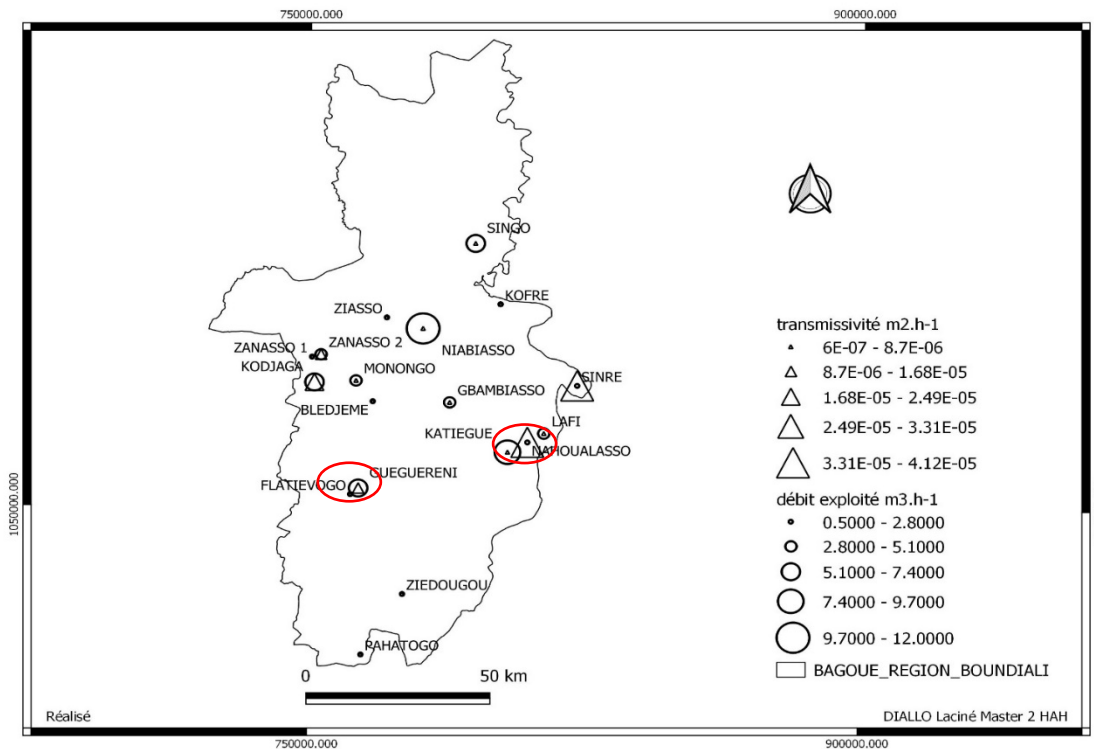 750000.000
900000.000
SINGO
KOFRE
ZIASSO
NIABIASSO
ZANASSO 1
ZANASSO 2
KODJAGA
MONONGO
BLEDJEME
GBAMBIASSO
SINRE
LAFI
KATIEGUE
NAHOUALASSO
GUEGUERENI
FLATIEVOGO
ZIEDOUGOU
PAHATOGO
1050000.000
1050000.000
transmissivité m2.h-1
6E-07 - 8.7E-06
8.7E-06 - 1.68E-05
1.68E-05 - 2.49E-05
2.49E-05 - 3.31E-05
3.31E-05 - 4.12E-05
débit exploité m3.h-1
0.5000 - 2.8000
2.8000 - 5.1000
5.1000 - 7.4000
7.4000 - 9.7000
9.7000 - 12.0000
BAGOUE_REGION_BOUNDIALI
0
50 km
Réalisé
DIALLO Laciné Master 2 HAH
750000.000
900000.000